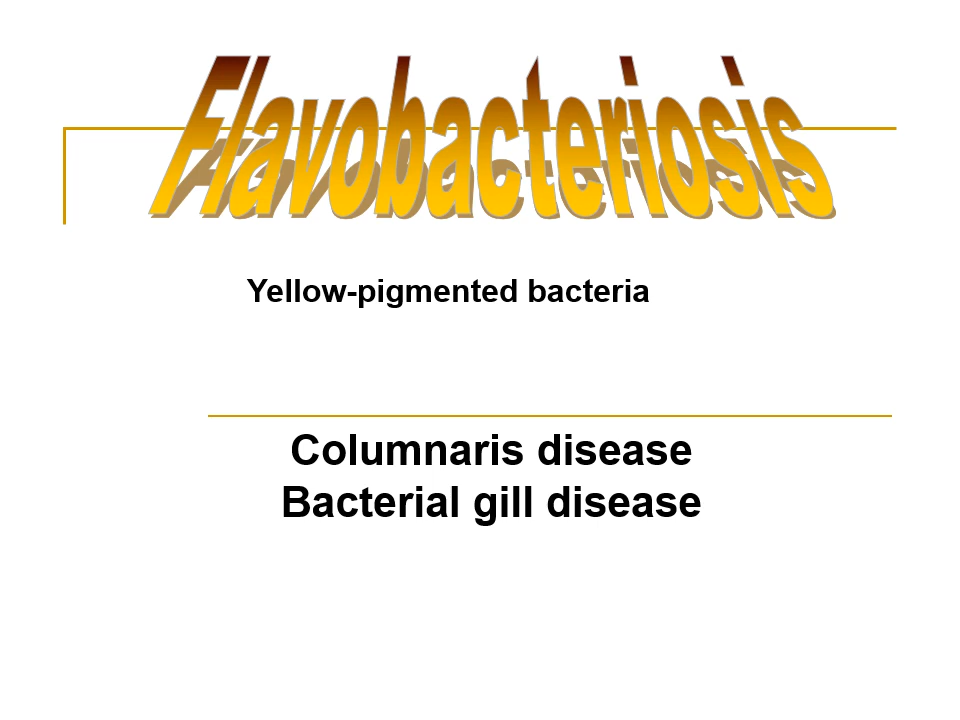 Flavobacteriosis
Yellow-pigmented bacteria
Columnaris disease
Bacterial gill disease